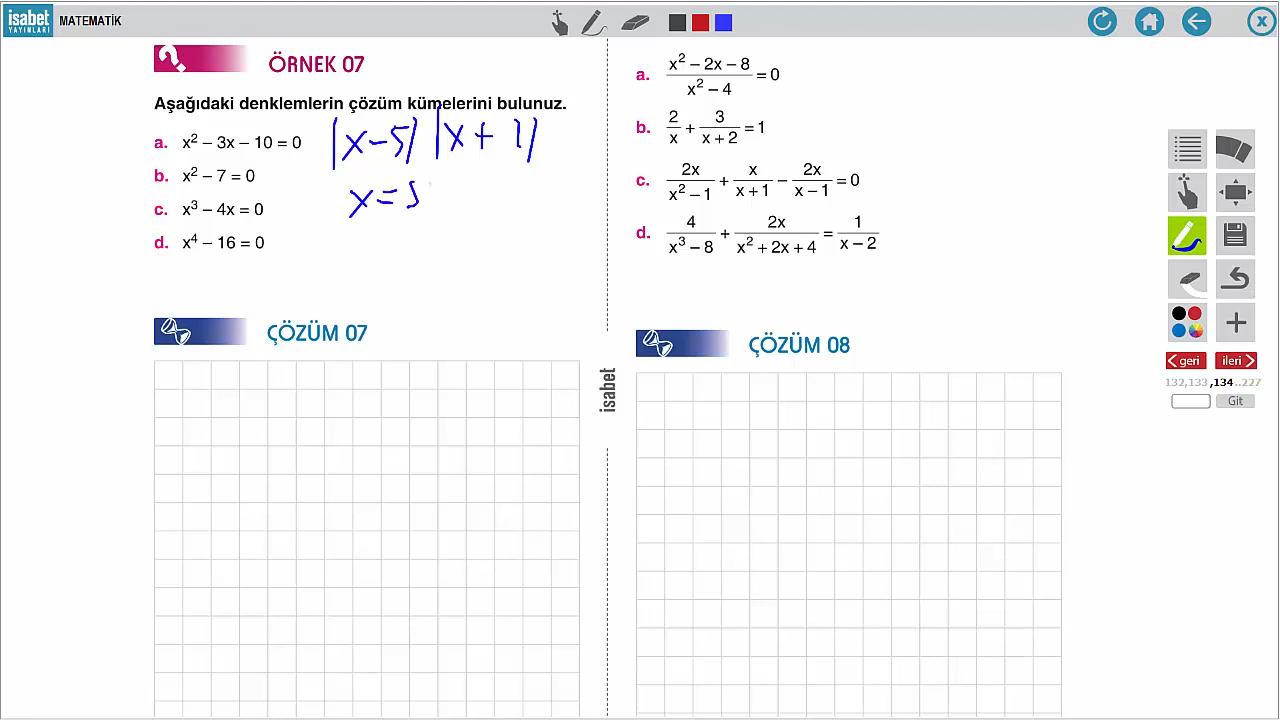 isabet
YAYINLARI
MATEMATİK
ÖRNEK 07
Aşağıdaki denklemlerin çözüm kümelerini bulunuz.
a. x² – 3x – 10 = 0
(x – 5) (x + )
b. x² – 7 = 0
x = 5
c. x³ – 4x = 0
d. x⁴ – 16 = 0
ÇÖZÜM 07
isabet
a. (x² – 2x – 8)/(x² – 4) = 0
b. 2/x + 3/(x + 2) = 1
c. 2x/(x² – 1) + x/(x + 1) – 2x/(x – 1) = 0
d. 4/(x³ – 8) + 2x/(x² + 2x + 4) = 1/(x – 2)
ÇÖZÜM 08
geri
ileri
132,133,134..227
Git